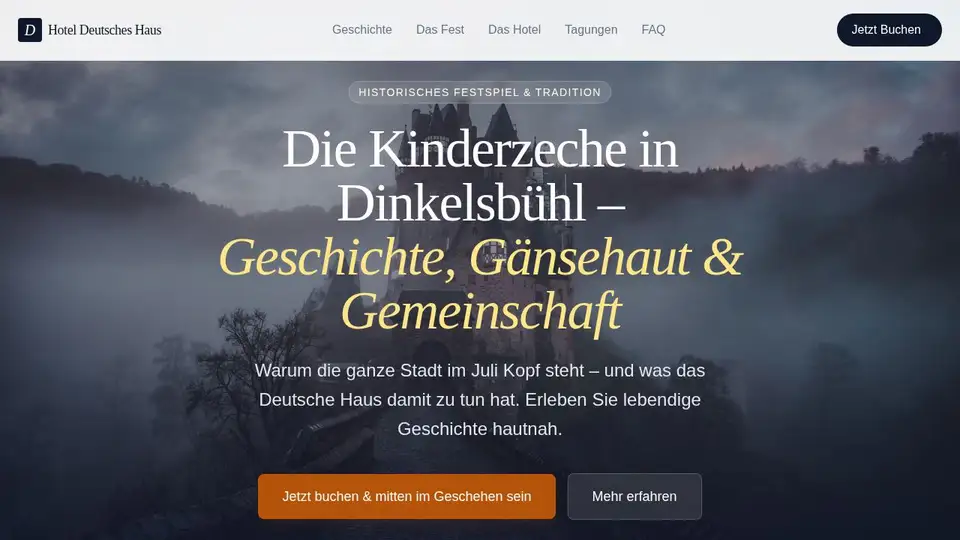 D Hotel Deutsches Haus
Geschichte Das Fest Das Hotel Tagungen FAQ
Jetzt Buchen
HISTORISCHES FESTSPIEL & TRADITION
Die Kinderzeche in
Dinkelsbühl –
Geschichte, Gänsehaut &
Gemeinschaft
Warum die ganze Stadt im Juli Kopf steht – und was das
Deutsche Haus damit zu tun hat. Erleben Sie lebendige
Geschichte hautnah.
Jetzt buchen & mitten im Geschehen sein
Mehr erfahren